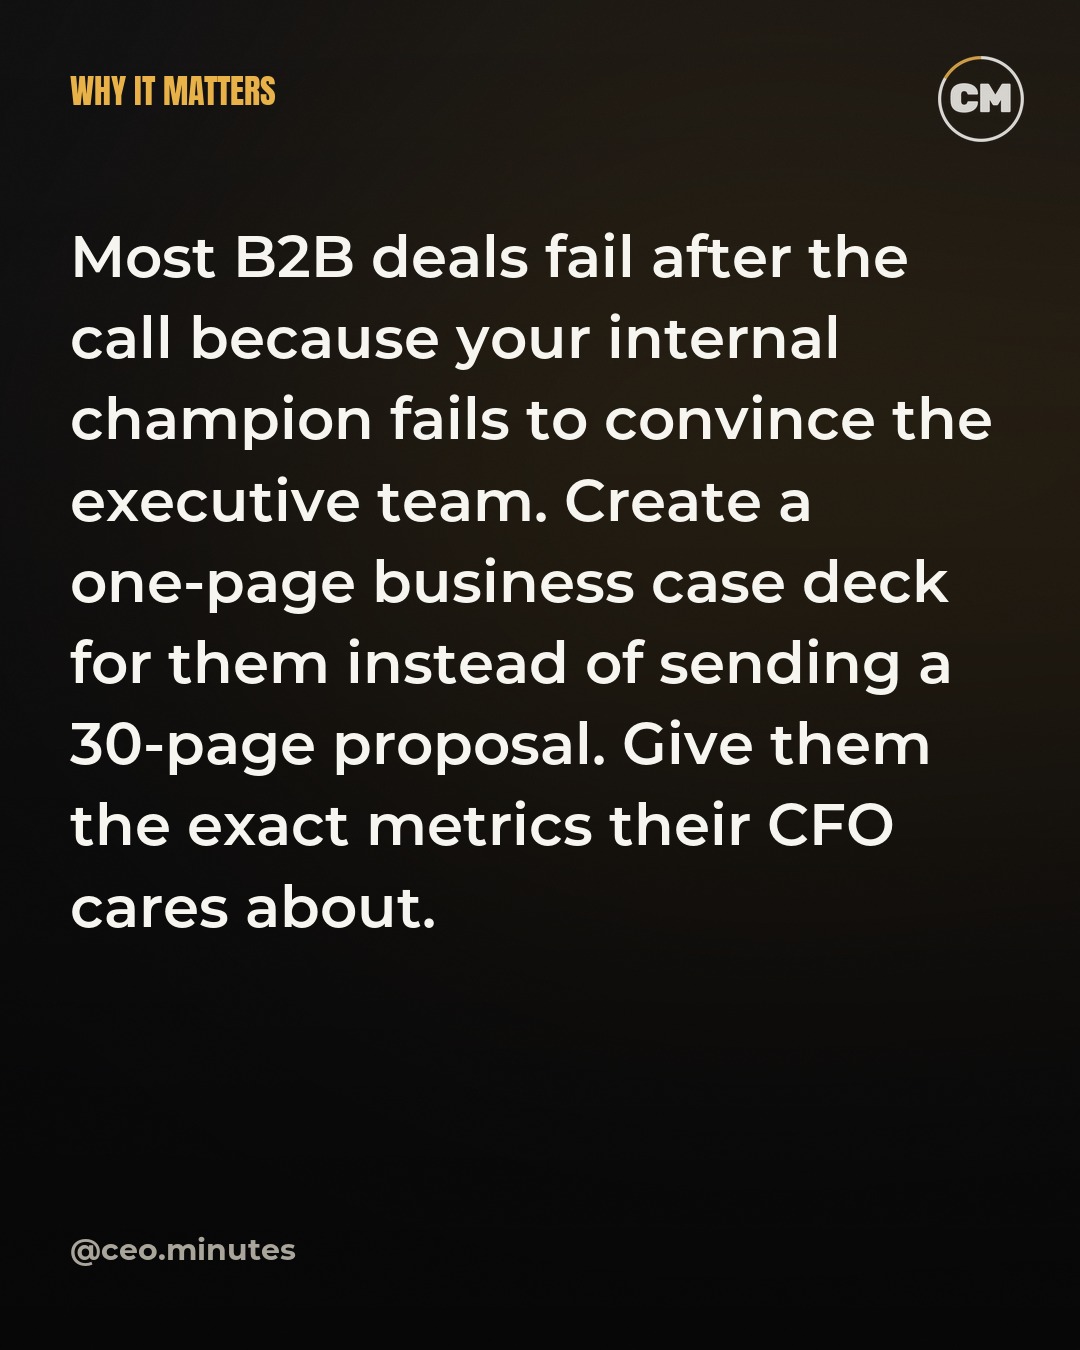 WHY IT MATTERS
CM
Most B2B deals fail after the
call because your internal
champion fails to convince the
executive team. Create a
one-page business case deck
for them instead of sending a
30-page proposal. Give them
the exact metrics their CFO
cares about.
@ceo.minutes